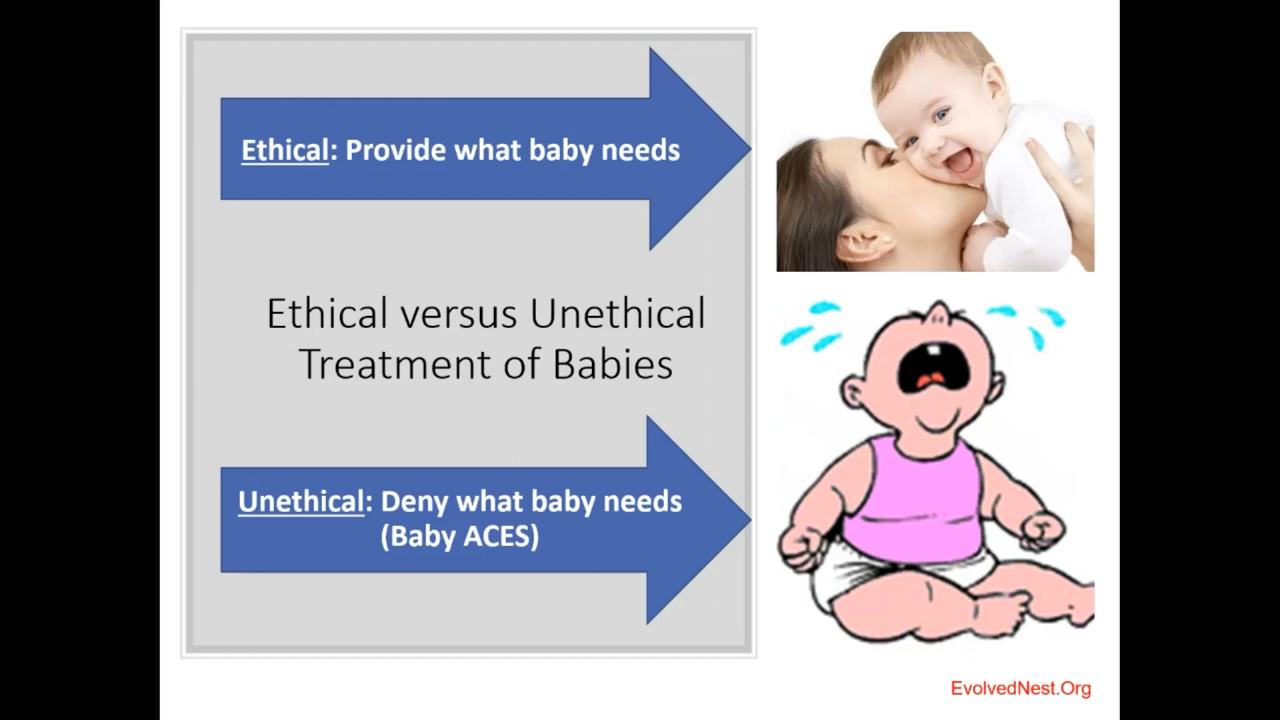 Ethical: Provide what baby needs
Ethical versus Unethical
Treatment of Babies
Unethical: Deny what baby needs
(Baby ACES)
EvolvedNest.Org